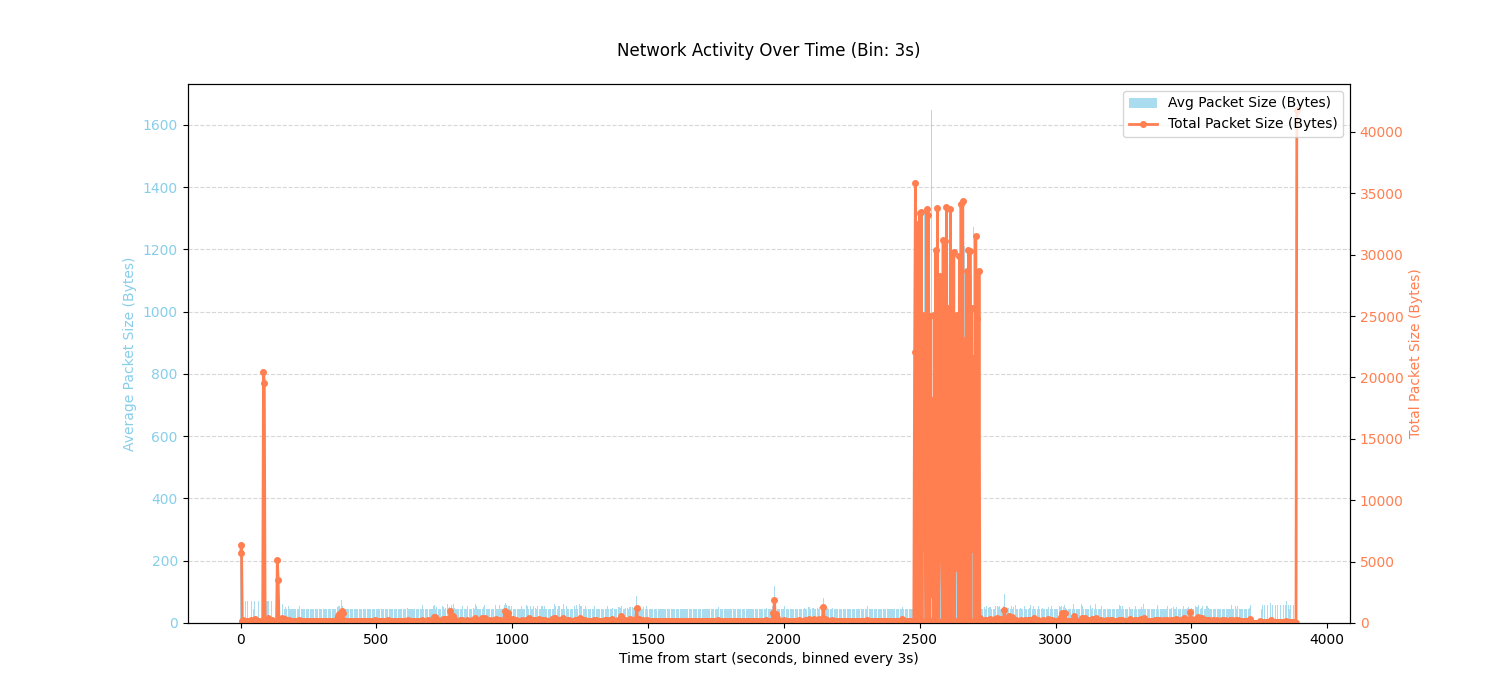 Network Activity Over Time (Bin: 3s)
Avg Packet Size (Bytes)
Total Packet Size (Bytes)
1600
1400
1200
1000
800
600
400
200
0
Average Packet Size (Bytes)
40000
35000
30000
25000
20000
15000
10000
5000
0
Total Packet Size (Bytes)
0 500 1000 1500 2000 2500 3000 3500 4000
Time from start (seconds, binned every 3s)